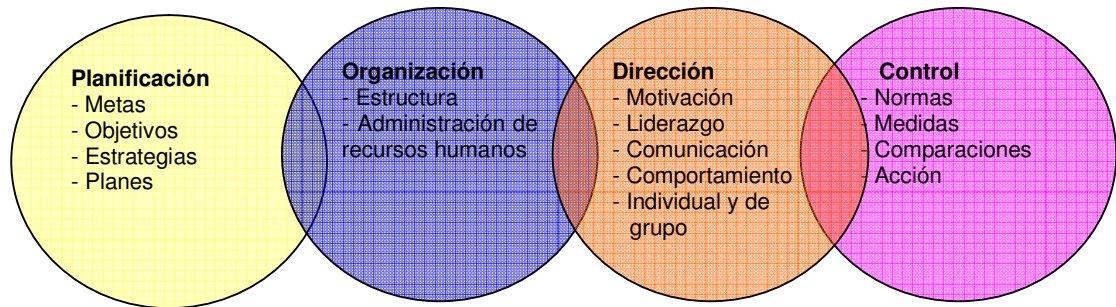 Planificación
- Metas
- Objetivos
- Estrategias
- Planes
Organización
- Estructura
- Administración de
recursos humanos
Dirección
- Motivación
- Liderazgo
- Comunicación
- Comportamiento
- Individual y de
grupo
Control
- Normas
- Medidas
- Comparaciones
- Acción